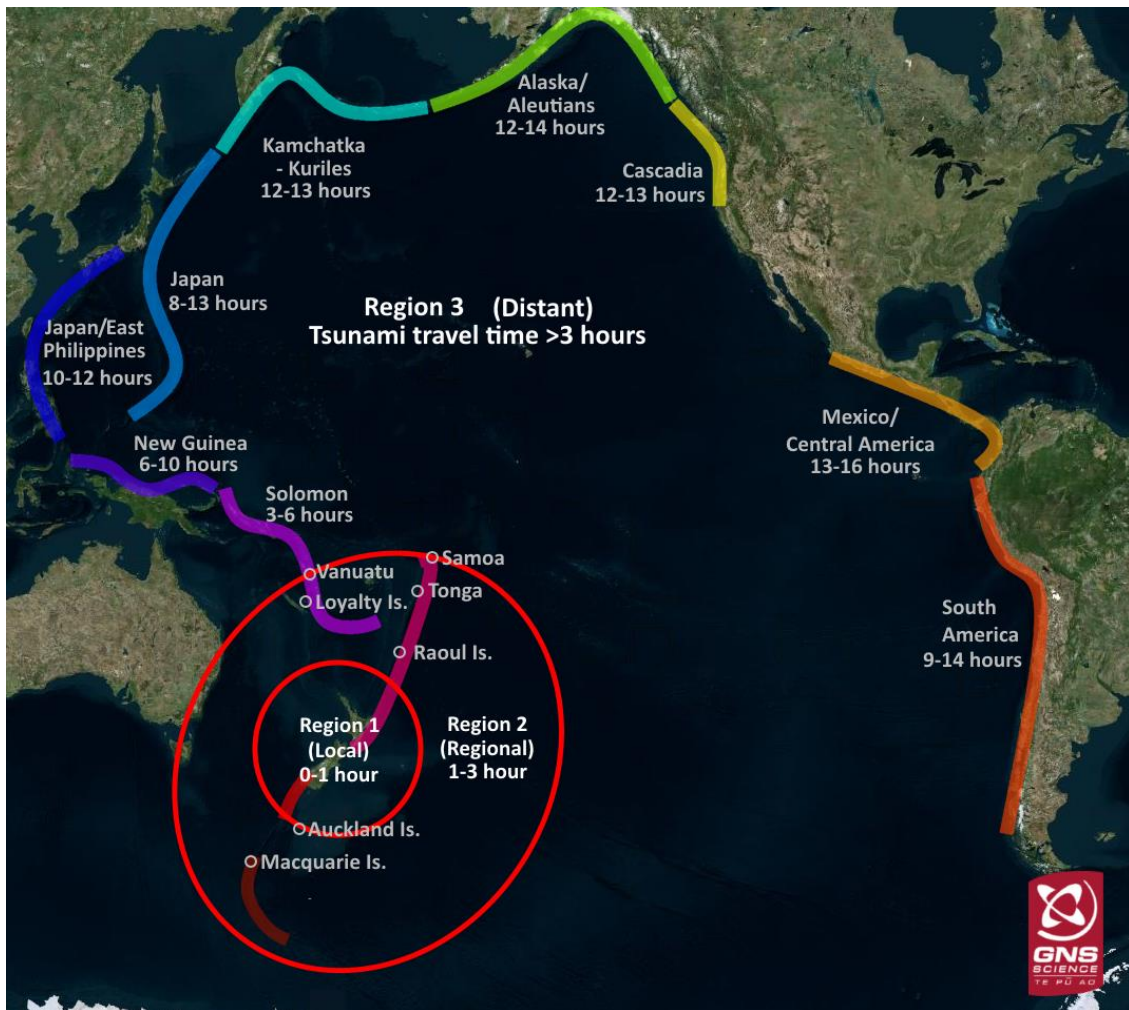 Alaska/
Aleutians
12-14 hours
Kamchatka
- Kuriles
12-13 hours
Cascadia
12-13 hours
Japan
8-13 hours
Region 3 (Distant)
Tsunami travel time >3 hours
Japan/East
Philippines
10-12 hours
Mexico/
Central America
13-16 hours
New Guinea
6-10 hours
Solomon
3-6 hours
Samoa
Vanuatu
Tonga
Loyalty Is.
South
America
9-14 hours
Raoul Is.
Region 1
(Local)
0-1 hour
Region 2
(Regional)
1-3 hour
Auckland Is.
Macquarie Is.
GNS
SCIENCE
TE PŪ AO